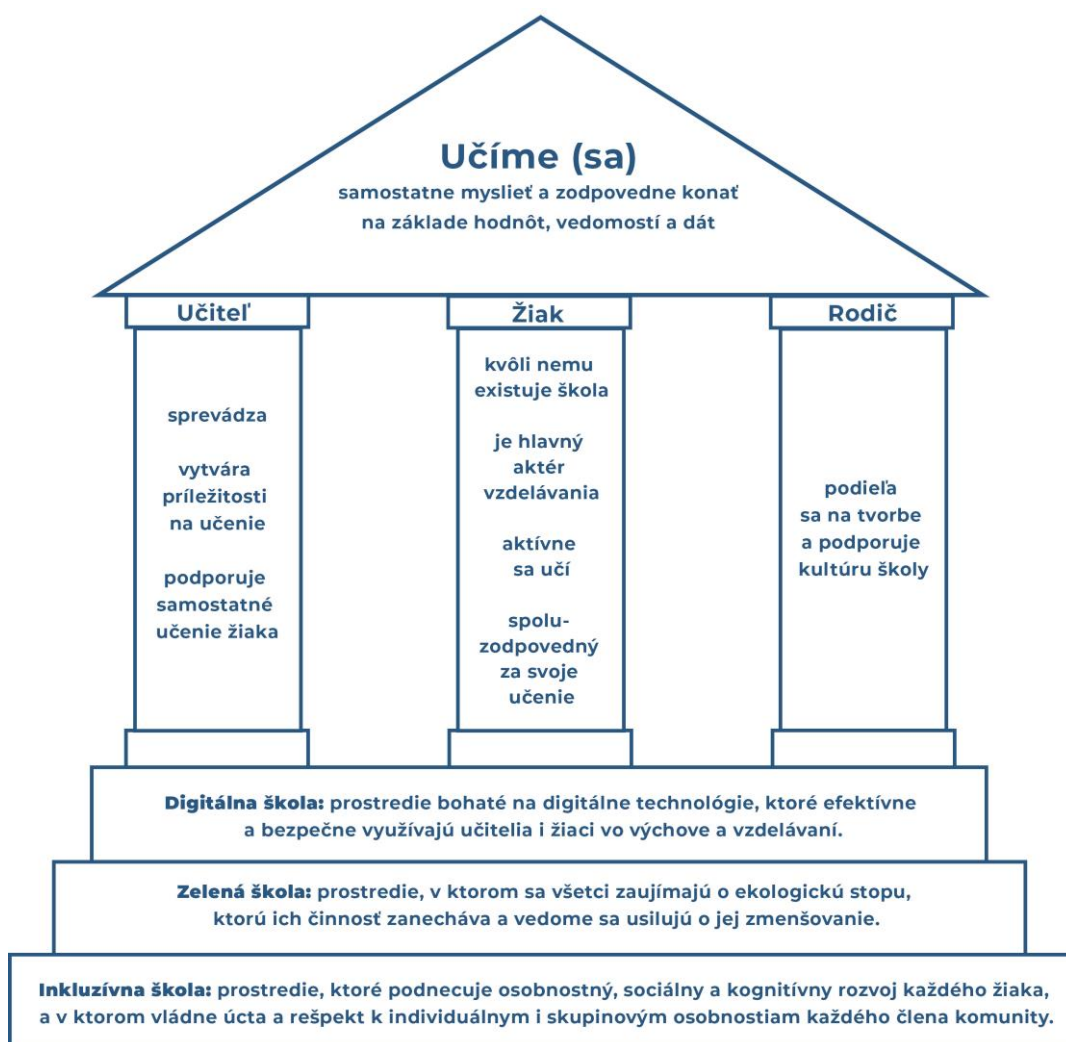 Učíme (sa)
samostatne myslieť a zodpovedne konať
na základe hodnôt, vedomostí a dát
Učiteľ
sprevádza
vytvára
príležitosti
na učenie
podporuje
samostatné
učenie žiaka
Žiak
kvôli nemu
existuje škola
je hlavný
aktér
vzdelávania
aktívne
sa učí
spolu-
zodpovedný
za svoje
učenie
Rodič
podieľa
sa na tvorbe
a podporuje
kultúru školy
Digitálna škola: prostredie bohaté na digitálne technológie, ktoré efektívne
a bezpečne využívajú učitelia i žiaci vo výchove a vzdelávaní.
Zelená škola: prostredie, v ktorom sa všetci zaujímajú o ekologickú stopu,
ktorú ich činnosť zanecháva a vedome sa usilujú o jej zmenšovanie.
Inkluzívna škola: prostredie, ktoré podnecuje osobnostný, sociálny a kognitívny rozvoj každého žiaka,
a v ktorom vládne úcta a rešpekt k individuálnym i skupinovým osobnostiam každého člena komunity.